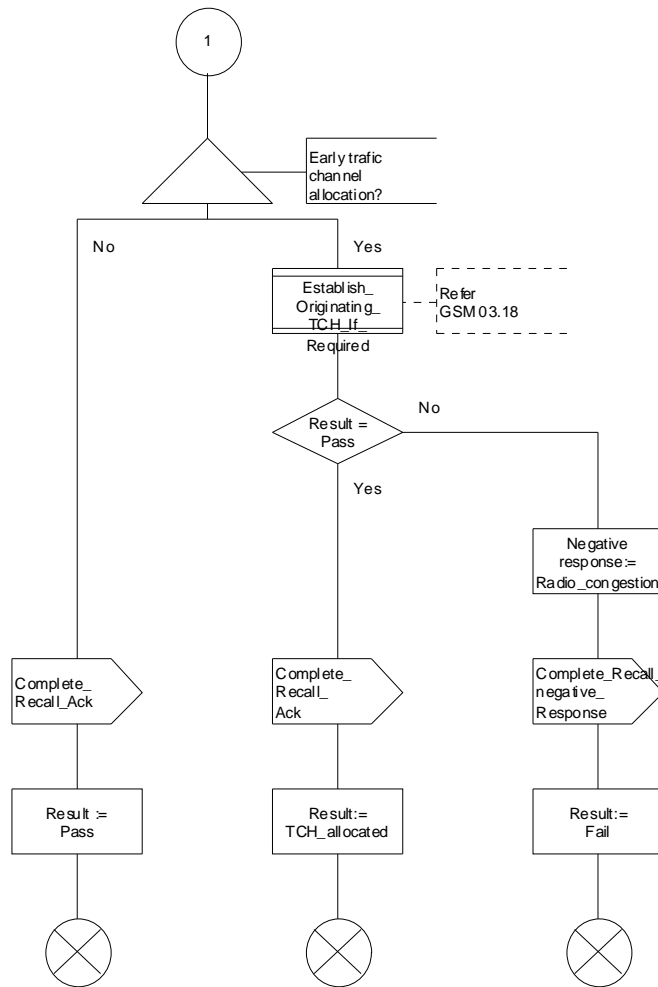 1
Early trafic
channel
allocation?
No
Yes
Establish_
Originating_
TCH_If_
Required
Refer
GSM 03.18
Result =
Pass
No
Yes
Negative
response:=
Radio_congestion
Complete_
Recall_Ack
Complete_
Recall_
Ack
Complete_Recall_
negative_
Response
Result :=
Pass
Result:=
TCH_allocated
Result:=
Fail